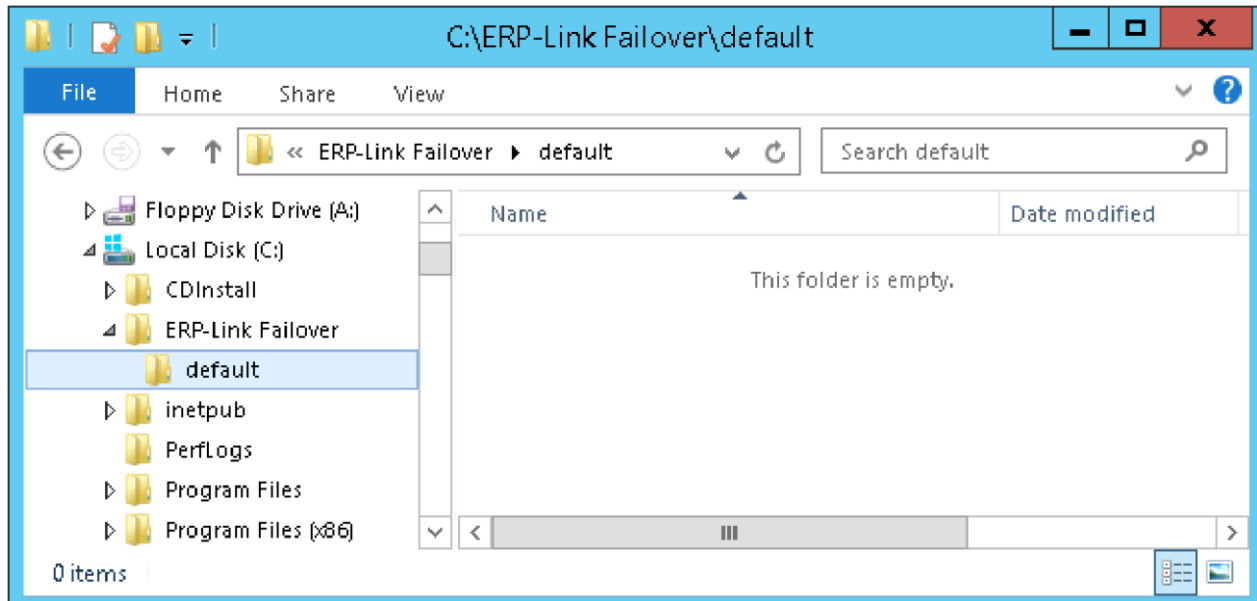 C:\ERP-Link Failover\default
File Home Share View
« ERP-Link Failover default
Search default
Floppy Disk Drive (A:)
Local Disk (C:)
CDInstall
ERP-Link Failover
default
inetpub
PerfLogs
Program Files
Program Files (x86)
Name Date modified
This folder is empty.
0 items